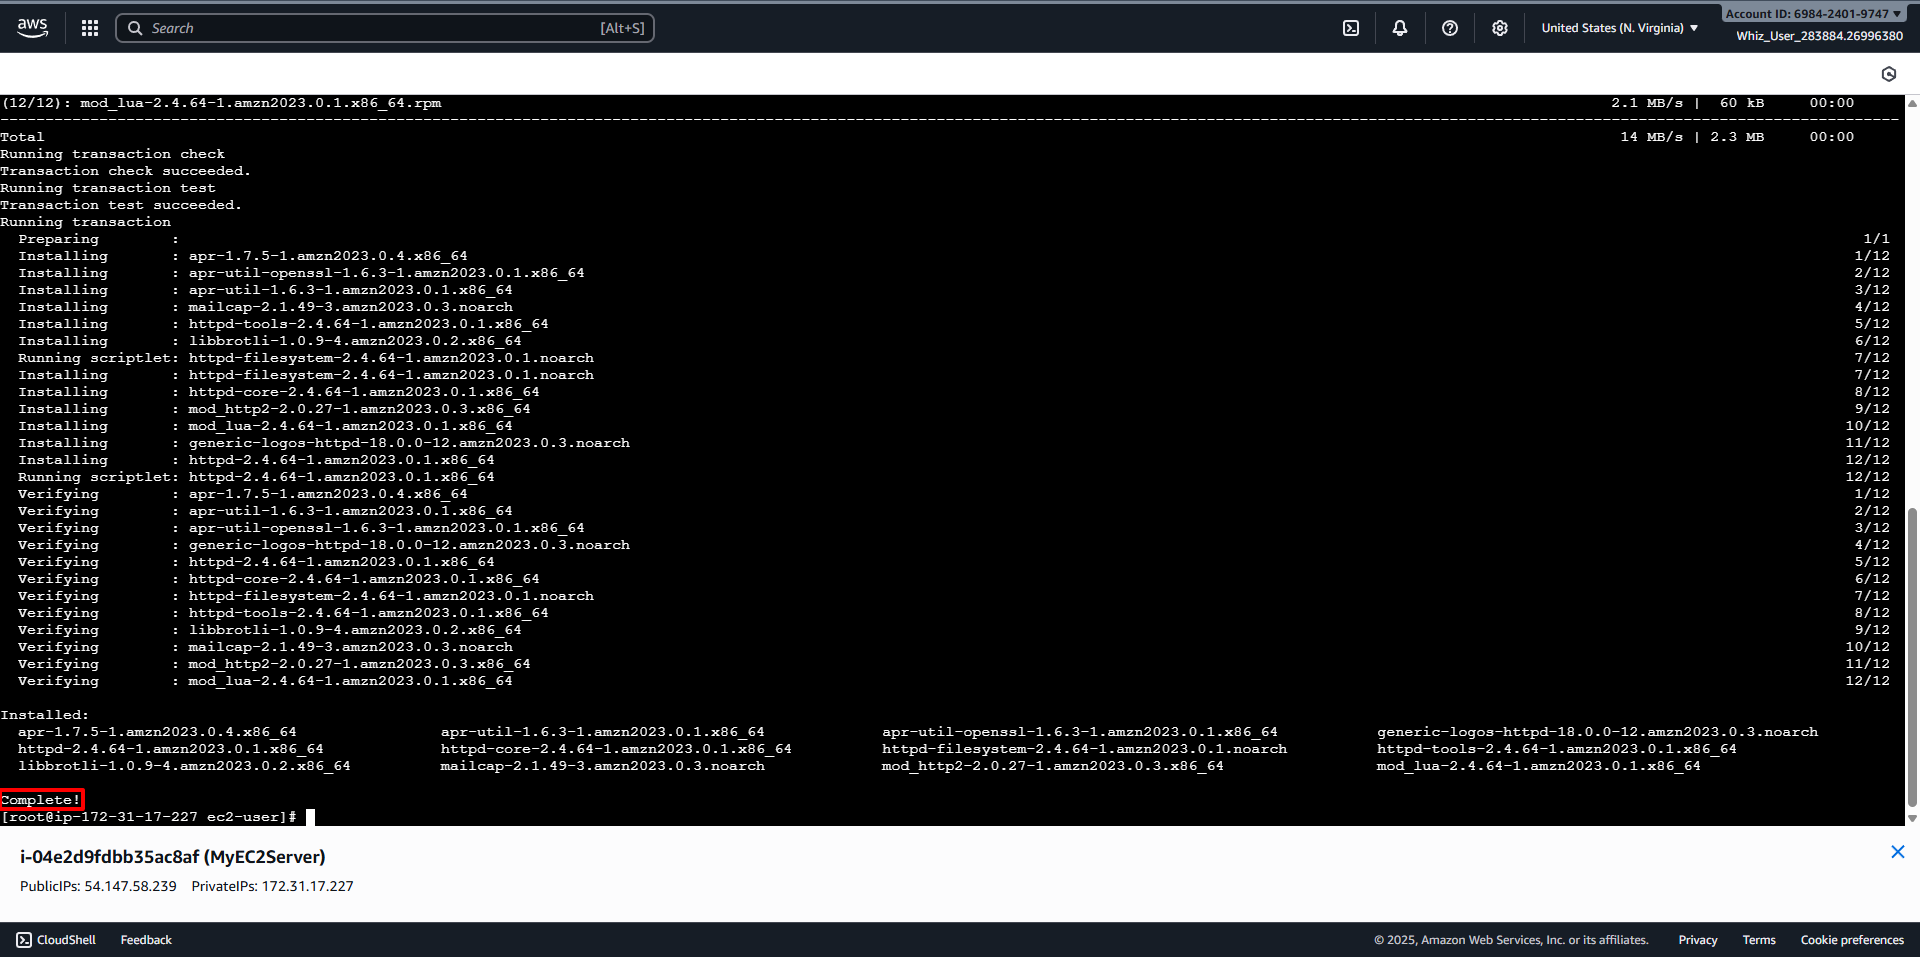 aws
Search [Alt+S]
United States (N. Virginia)
Account ID: 6984-2401-9747
Whiz_User_283884.26996380
(12/12): mod_lua-2.4.64-1.amzn2023.0.1.x86_64.rpm 2.1 MB/s | 60 kB 00:00
Total 14 MB/s | 2.3 MB 00:00
Running transaction check
Transaction check succeeded.
Running transaction test
Transaction test succeeded.
Running transaction
Preparing : 1/1
Installing : apr-1.7.5-1.amzn2023.0.4.x86_64 1/12
Installing : apr-util-openssl-1.6.3-1.amzn2023.0.1.x86_64 2/12
Installing : apr-util-1.6.3-1.amzn2023.0.1.x86_64 3/12
Installing : mailcap-2.1.49-3.amzn2023.0.3.noarch 4/12
Installing : httpd-tools-2.4.64-1.amzn2023.0.1.x86_64 5/12
Installing : libbrotli-1.0.9-4.amzn2023.0.2.x86_64 6/12
Running scriptlet: httpd-filesystem-2.4.64-1.amzn2023.0.1.noarch 7/12
Installing : httpd-filesystem-2.4.64-1.amzn2023.0.1.noarch 7/12
Installing : httpd-core-2.4.64-1.amzn2023.0.1.x86_64 8/12
Installing : mod_http2-2.0.27-1.amzn2023.0.3.x86_64 9/12
Installing : mod_lua-2.4.64-1.amzn2023.0.1.x86_64 10/12
Installing : generic-logos-httpd-18.0.0-12.amzn2023.0.3.noarch 11/12
Installing : httpd-2.4.64-1.amzn2023.0.1.x86_64 12/12
Running scriptlet: httpd-2.4.64-1.amzn2023.0.1.x86_64 12/12
Verifying : apr-1.7.5-1.amzn2023.0.4.x86_64 1/12
Verifying : apr-util-1.6.3-1.amzn2023.0.1.x86_64 2/12
Verifying : apr-util-openssl-1.6.3-1.amzn2023.0.1.x86_64 3/12
Verifying : generic-logos-httpd-18.0.0-12.amzn2023.0.3.noarch 4/12
Verifying : httpd-2.4.64-1.amzn2023.0.1.x86_64 5/12
Verifying : httpd-core-2.4.64-1.amzn2023.0.1.x86_64 6/12
Verifying : httpd-filesystem-2.4.64-1.amzn2023.0.1.noarch 7/12
Verifying : httpd-tools-2.4.64-1.amzn2023.0.1.x86_64 8/12
Verifying : libbrotli-1.0.9-4.amzn2023.0.2.x86_64 9/12
Verifying : mailcap-2.1.49-3.amzn2023.0.3.noarch 10/12
Verifying : mod_http2-2.0.27-1.amzn2023.0.3.x86_64 11/12
Verifying : mod_lua-2.4.64-1.amzn2023.0.1.x86_64 12/12
Installed:
apr-1.7.5-1.amzn2023.0.4.x86_64 apr-util-1.6.3-1.amzn2023.0.1.x86_64 apr-util-openssl-1.6.3-1.amzn2023.0.1.x86_64 generic-logos-httpd-18.0.0-12.amzn2023.0.3.noarch
httpd-2.4.64-1.amzn2023.0.1.x86_64 httpd-core-2.4.64-1.amzn2023.0.1.x86_64 httpd-filesystem-2.4.64-1.amzn2023.0.1.noarch httpd-tools-2.4.64-1.amzn2023.0.1.x86_64
libbrotli-1.0.9-4.amzn2023.0.2.x86_64 mailcap-2.1.49-3.amzn2023.0.3.noarch mod_http2-2.0.27-1.amzn2023.0.3.x86_64 mod_lua-2.4.64-1.amzn2023.0.1.x86_64
Complete!
[root@ip-172-31-17-227 ec2-user]#
i-04e2d9fdbb35ac8af (MyEC2Server)
PublicIPs: 54.147.58.239 PrivateIPs: 172.31.17.227
CloudShell Feedback © 2025, Amazon Web Services, Inc. or its affiliates. Privacy Terms Cookie preferences